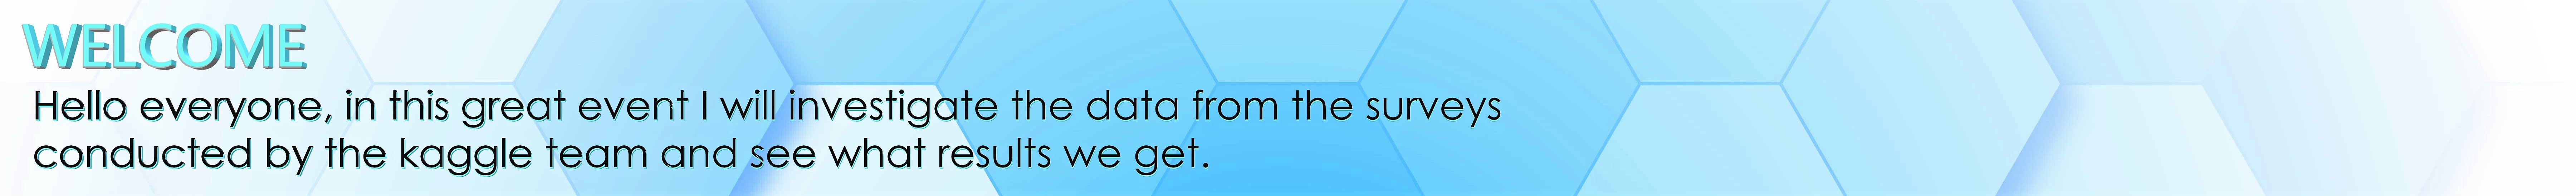 WELCOME
Hello everyone, in this great event I will investigate the data from the surveys
conducted by the kaggle team and see what results we get.